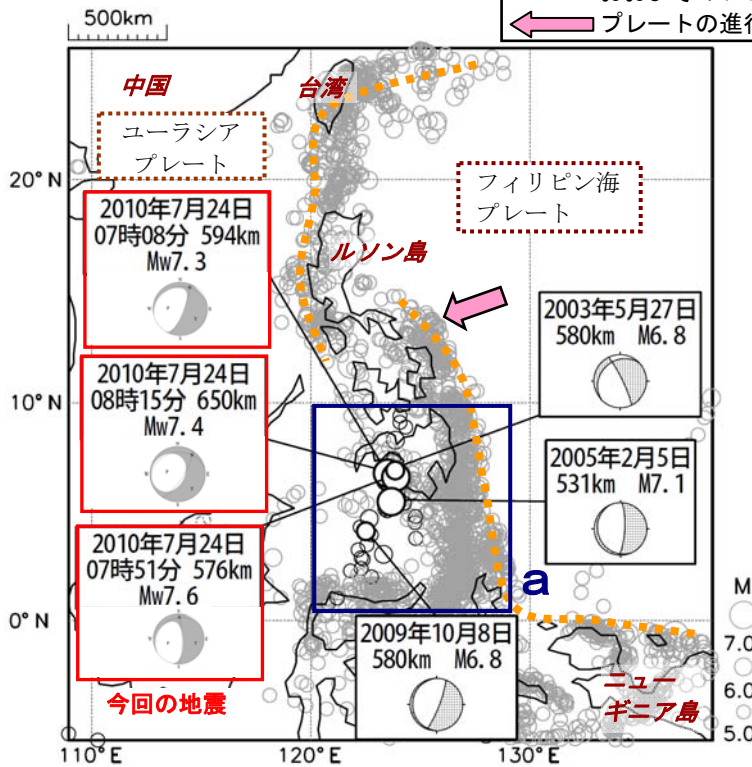 500km
プレートの進行
中国
台湾
ユーラシア
プレート
20°N
フィリピン海
プレート
2010年7月24日
07時08分 594km
Mw7.3
ルソン島
2003年5月27日
580km M6.8
2010年7月24日
08時15分 650km
Mw7.4
10°N
2005年2月5日
531km M7.1
2010年7月24日
07時51分 576km
Mw7.6
a
0°N
2009年10月8日
580km M6.8
M
7.0
6.0
5.0
今回の地震
ニュー
ギニア島
110°E
120°E
130°E